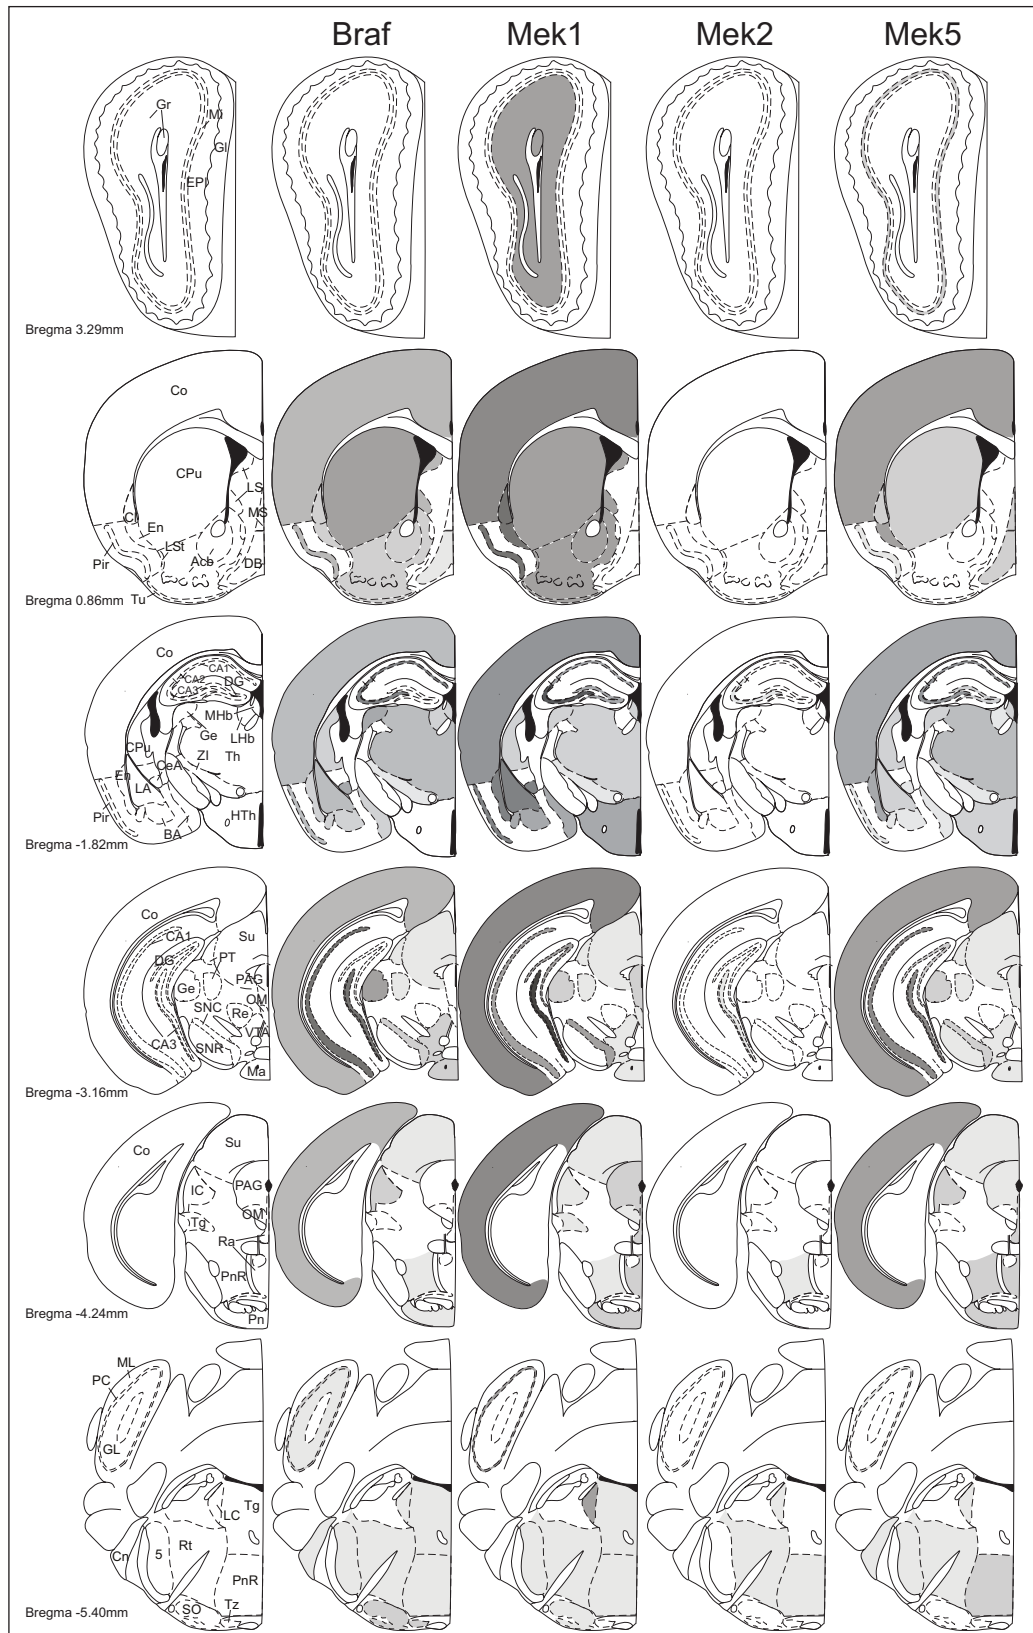 Braf Mek1 Mek2 Mek5
Gr
Ml
Gl
EPl
Bregma 3.29mm
Co
CPu
LS
Cl
MS
En
LSt
Pir
Acb
DB
Tu
Bregma 0.86mm
Co
CA1
CA2
DG
CA3
MHb
Ge
LHb
CPu
ZI
Th
CeA
En
LA
Pir
HTh
BA
Bregma -1.82mm
Co
CA1
Su
DG
PT
PAG
Ge
OM
SNC
Re
VTA
CA3
SNR
Ma
Bregma -3.16mm
Co
Su
IC
PAG
OM
Tg
Ra
PnR
Bregma -4.24mm
Pn
ML
PC
GL
Tg
LC
Rt
Cn
5
PnR
Tz
SO
Bregma -5.40mm